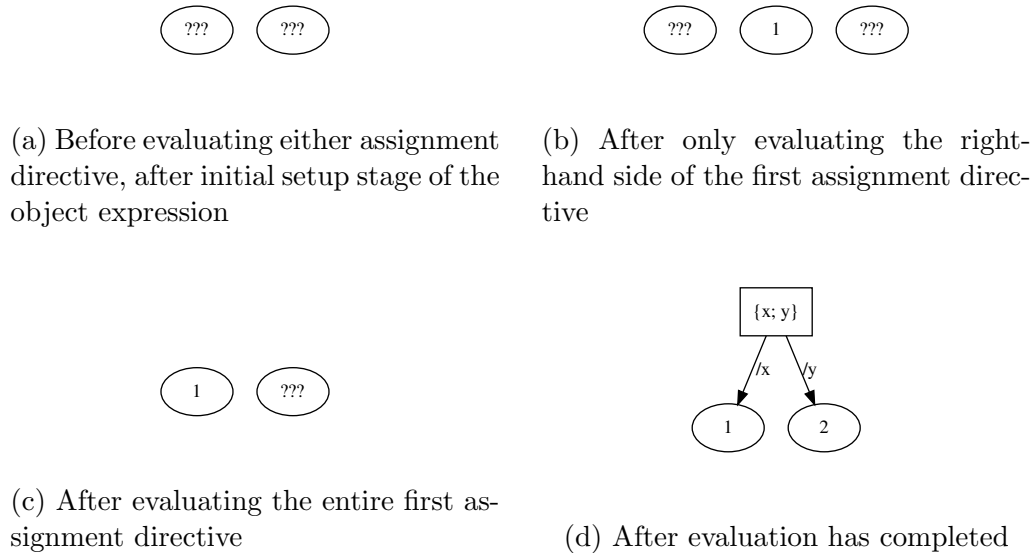 ??? ???
(a) Before evaluating either assignment
directive, after initial setup stage of the
object expression
??? 1 ???
(b) After only evaluating the right-
hand side of the first assignment direc-
tive
1 ???
(c) After evaluating the entire first as-
signment directive
{x; y}
/x /y
1 2
(d) After evaluation has completed